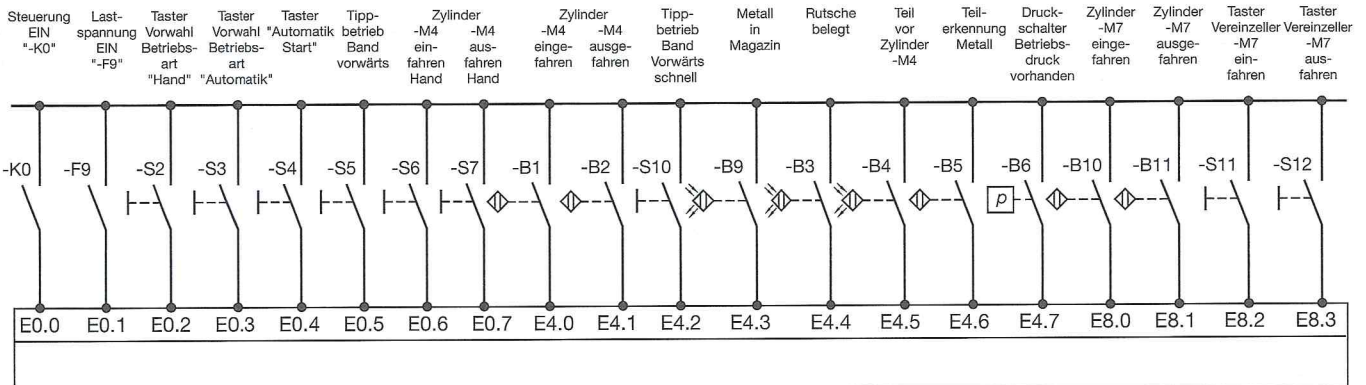 Steuerung
EIN
"-K0"
Last-
spannung
EIN
"-F9"
Taster
Vorwahl
Betriebs-
art
"Hand"
Taster
Vorwahl
Betriebs-
art
"Automatik"
Taster
"Automatik
Start"
Tipp-
betrieb
Band
vorwärts
Zylinder
-M4
ein-
fahren
Hand
-M4
aus-
fahren
Hand
Zylinder
-M4
einge-
fahren
-M4
ausge-
fahren
Tipp-
betrieb
Band
Vorwärts
schnell
Metall
in
Magazin
Rutsche
belegt
Teil
vor
Zylinder
-M4
Teil-
erkennung
Metall
Druck-
schalter
Betriebs-
druck
vorhanden
Zylinder
-M7
einge-
fahren
Zylinder
-M7
ausge-
fahren
Taster
Vereinzeller
-M7
ein-
fahren
Taster
Vereinzeller
-M7
aus-
fahren
-K0 -F9 -S2 -S3 -S4 -S5 -S6 -S7 -B1 -B2 -S10 -B9 -B3 -B4 -B5 -B6 -B10 -B11 -S11 -S12
p
E0.0 E0.1 E0.2 E0.3 E0.4 E0.5 E0.6 E0.7 E4.0 E4.1 E4.2 E4.3 E4.4 E4.5 E4.6 E4.7 E8.0 E8.1 E8.2 E8.3